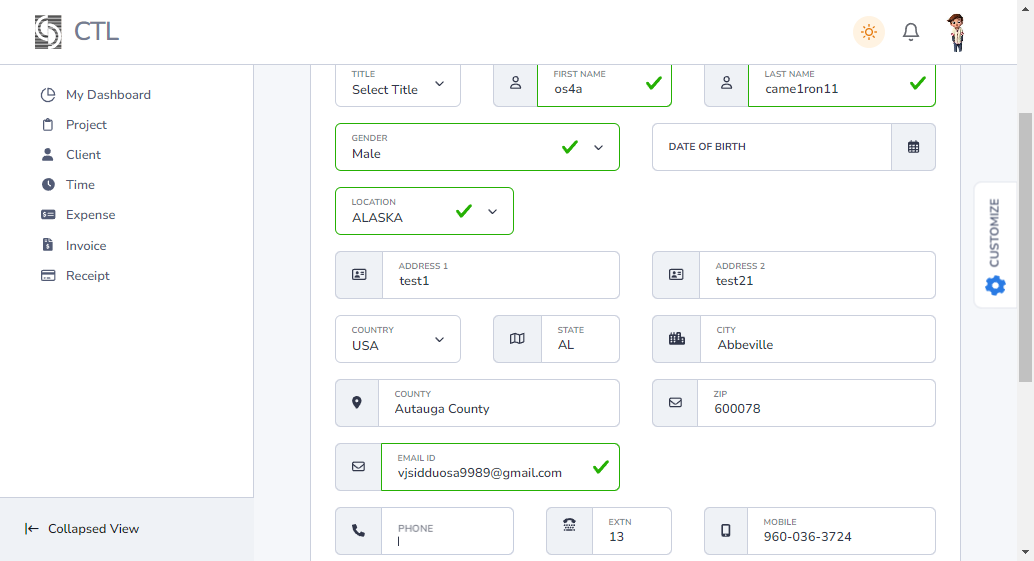 CTL
My Dashboard
Project
Client
Time
Expense
Invoice
Receipt
Collapsed View
TITLE
Select Title
FIRST NAME
os4a
LAST NAME
came1ron11
GENDER
Male
DATE OF BIRTH
LOCATION
ALASKA
ADDRESS 1
test1
ADDRESS 2
test21
COUNTRY
USA
STATE
AL
CITY
Abbeville
COUNTY
Autauga County
ZIP
600078
EMAIL ID
vjsidduosa9989@gmail.com
PHONE
EXTN
13
MOBILE
960-036-3724
CUSTOMIZE